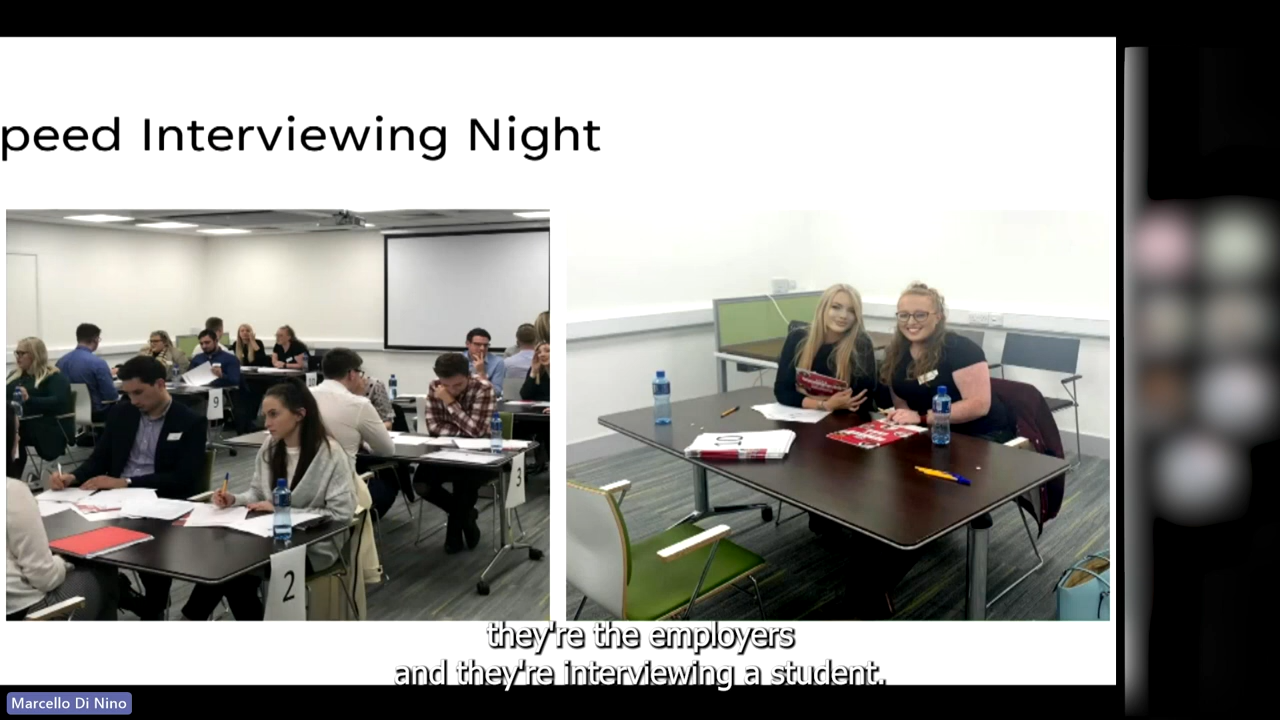 peed Interviewing Night
9
3
10
2
they're the employers
and they're interviewing a student.
Marcello Di Nino